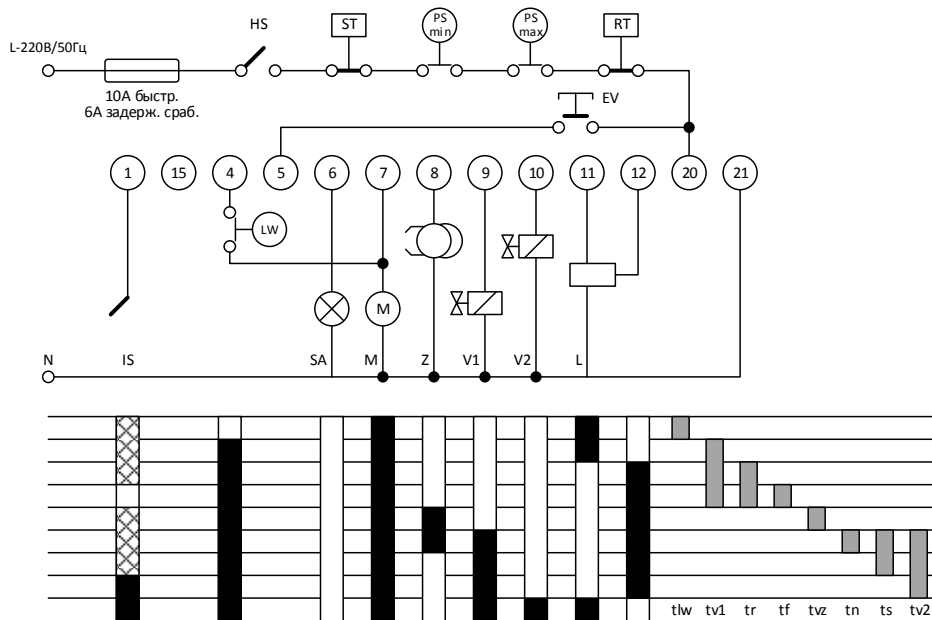 HS
ST
PS
min
PS
max
RT
L-220В/50Гц
10А быстр.
6А задерж. сраб.
EV
1 15 4 5 6 7 8 9 10 11 12 20 21
LW
M
N IS SA M Z V1 V2 L
tlw tv1 tr tf tvz tn ts tv2